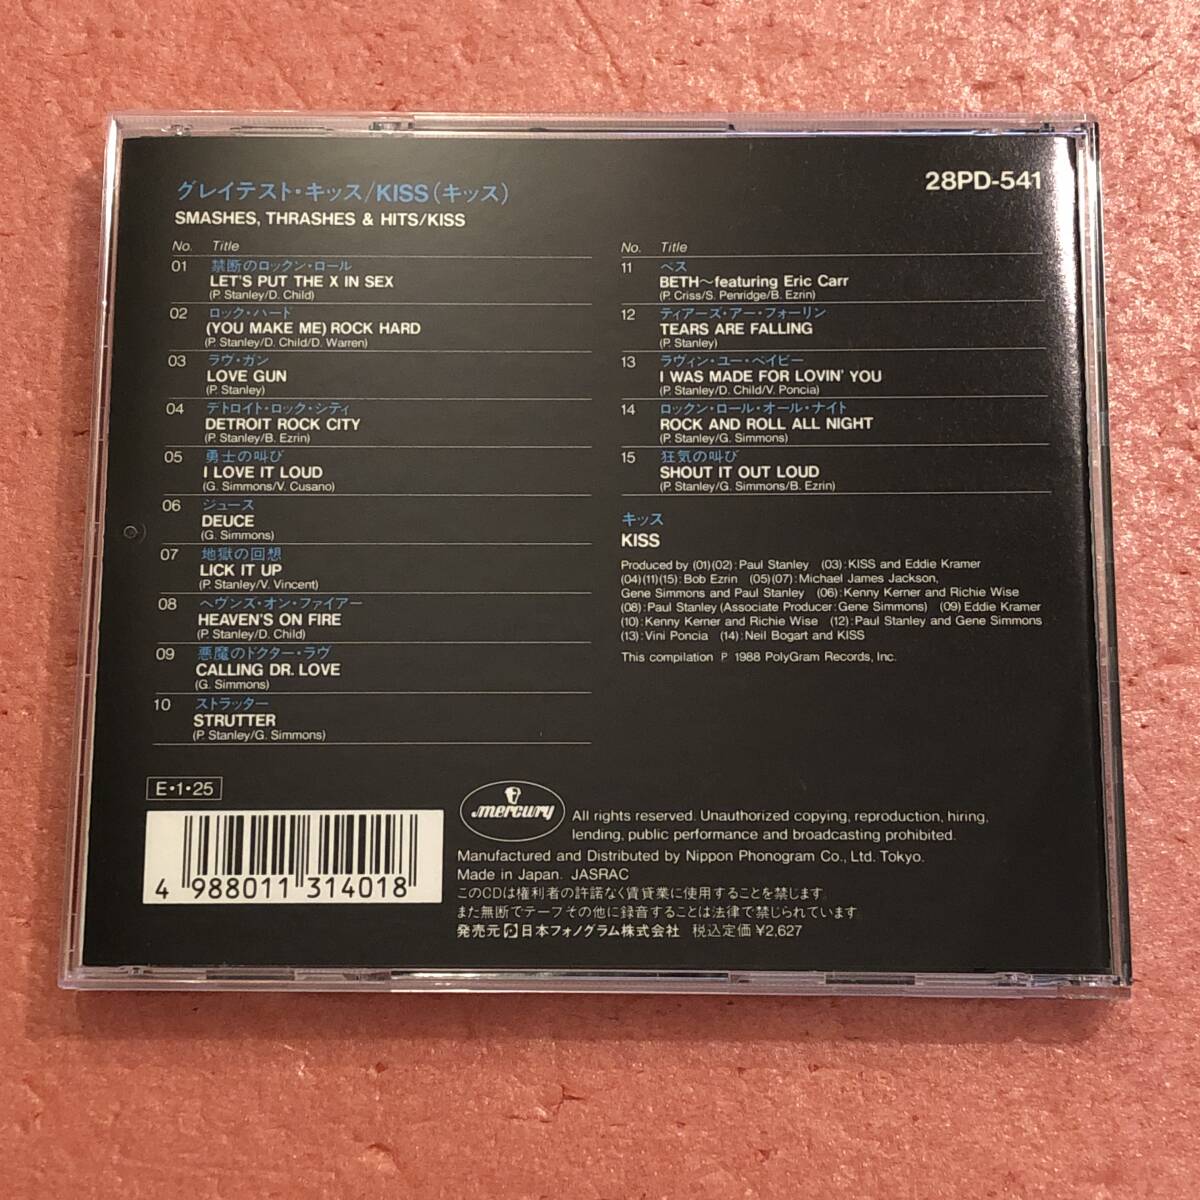 グレイテスト・キッス/KISS(キッス)
28PD-541
SMASHES, THRASHES & HITS/KISS
No. Title
01 禁断のロックン・ロール
LET'S PUT THE X IN SEX
(P. Stanley/D. Child)
02 ロック・ハード
(YOU MAKE ME) ROCK HARD
(P. Stanley/D. Child/D. Warren)
03 ラヴ・ガン
LOVE GUN
(P. Stanley)
04 デトロイト・ロック・シティ
DETROIT ROCK CITY
(P. Stanley/B. Ezrin)
05 勇士の叫び
I LOVE IT LOUD
(G. Simmons/V. Cusano)
06 ジュース
DEUCE
(G. Simmons)
07 地獄の回想
LICK IT UP
(P. Stanley/V. Vincent)
08 ヘヴンズ・オン・ファイアー
HEAVEN'S ON FIRE
(P. Stanley/D. Child)
09 悪魔のドクター・ラヴ
CALLING DR. LOVE
(G. Simmons)
10 ストラッター
STRUTTER
(P. Stanley/G. Simmons)
No. Title
11 ベス
BETH～featuring Eric Carr
(P. Criss/S. Penridge/B. Ezrin)
12 ティアーズ・アー・フォーリン
TEARS ARE FALLING
(P. Stanley)
13 ラヴィン・ユー・ベイビー
I WAS MADE FOR LOVIN' YOU
(P. Stanley/D. Child/V. Poncia)
14 ロックン・ロール・オール・ナイト
ROCK AND ROLL ALL NIGHT
(P. Stanley/G. Simmons)
15 狂気の叫び
SHOUT IT OUT LOUD
(P. Stanley/G. Simmons/B. Ezrin)
キッス
KISS
Produced by (01)(02): Paul Stanley (03): KISS and Eddie Kramer
(04)(11)(15): Bob Ezrin (05)(07): Michael James Jackson,
Gene Simmons and Paul Stanley (06): Kenny Kerner and Richie Wise
(08): Paul Stanley (Associate Producer: Gene Simmons) (09) Eddie Kramer
(10): Kenny Kerner and Richie Wise (12): Paul Stanley and Gene Simmons
(13): Vini Poncia (14): Neil Bogart and KISS
This compilation ℗ 1988 PolyGram Records, Inc.
E・1・25
4 988011 314018
mercury
All rights reserved. Unauthorized copying, reproduction, hiring,
lending, public performance and broadcasting prohibited.
Manufactured and Distributed by Nippon Phonogram Co., Ltd. Tokyo.
Made in Japan. JASRAC
このCDは権利者の許諾なく賃貸業に使用することを禁じます。
また無断でテープその他に録音することは法律で禁じられています。
発売元 日本フォノグラム株式会社 税込定価¥2,627